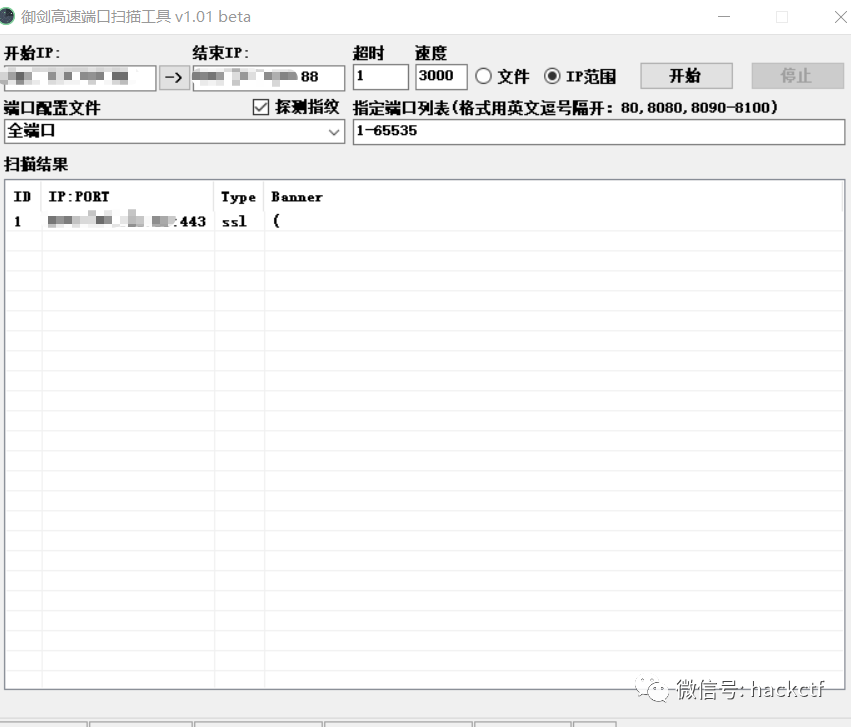 御剑高速端口扫描工具 v1.01 beta
开始IP: 结束IP: 超时 速度
-> 88 1 3000 文件 IP范围 开始 停止
端口配置文件 探测指纹 指定端口列表(格式用英文逗号隔开: 80,8080,8090-8100)
全端口 1-65535
扫描结果
ID IP:PORT Type Banner
1 :443 ssl (
微信号: hackctf